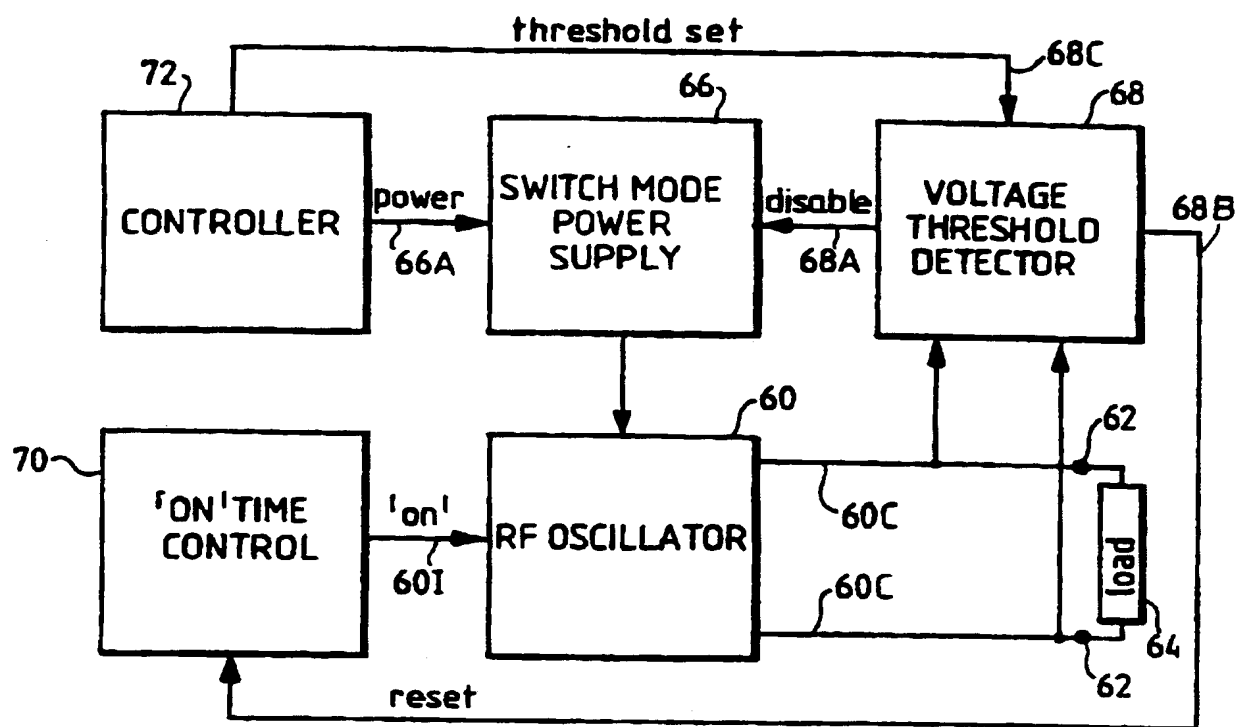 threshold set
68C
72
66
68
CONTROLLER
power
66A
SWITCH MODE
POWER
SUPPLY
disable
68A
VOLTAGE
THRESHOLD
DETECTOR
68B
60
62
70
'ON' TIME
CONTROL
'on'
60I
RF OSCILLATOR
60C
60C
load
64
62
reset